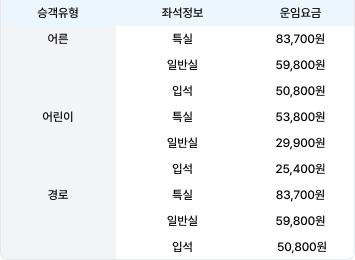 승객유형 좌석정보 운임요금
어른 특실 83,700원
일반실 59,800원
입석 50,800원
어린이 특실 53,800원
일반실 29,900원
입석 25,400원
경로 특실 83,700원
일반실 59,800원
입석 50,800원